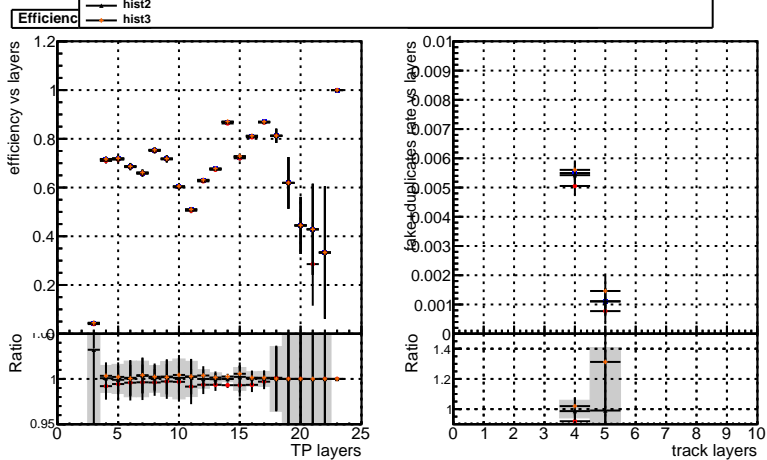 hist2
Efficienc
hist3
efficiency vs layers
1.2
1
0.8
0.6
0.4
0.2
0
Ratio
1
0.95
0 5 10 15 20 25
TP layers
fake+duplicates rate vs layers
0.01
0.009
0.008
0.007
0.006
0.005
0.004
0.003
0.002
0.001
0
Ratio
1.4
1.2
1
0 1 2 3 4 5 6 7 8 9 10
track layers